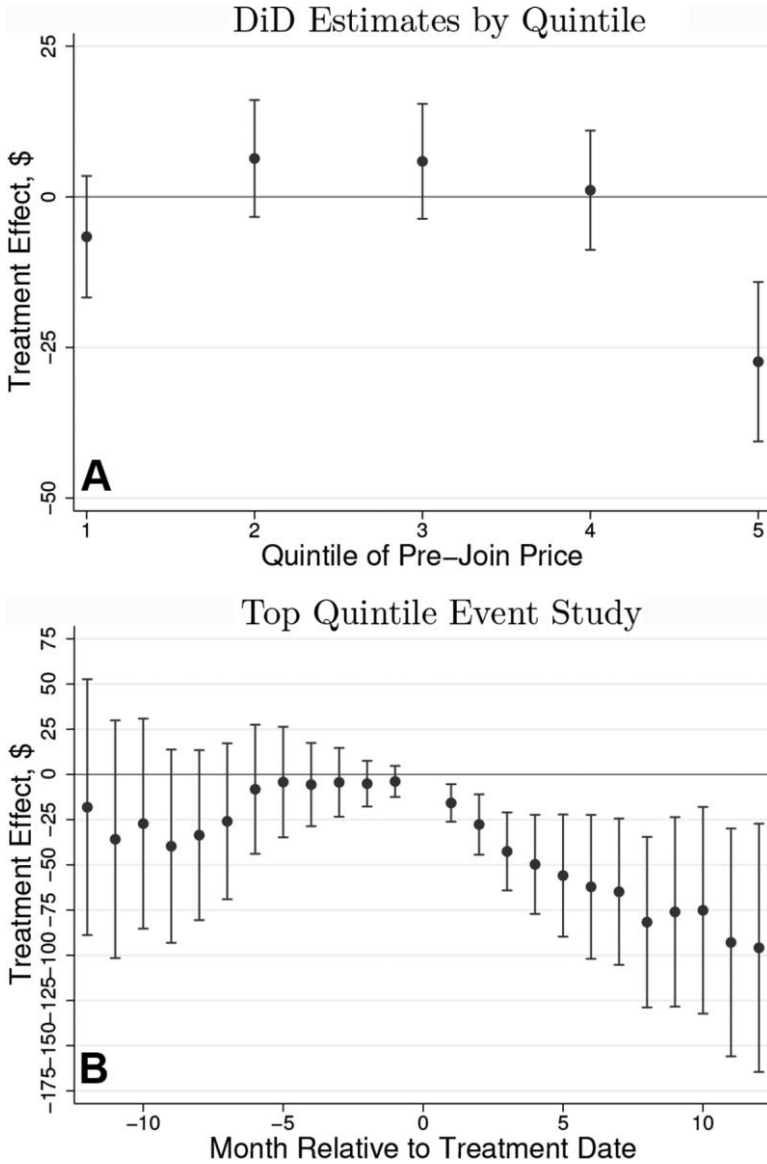 DiD Estimates by Quintile
Treatment Effect, $
25
0
−25
−50
A
1 2 3 4 5
Quintile of Pre−Join Price
Top Quintile Event Study
Treatment Effect, $
75
50
25
0
−25
−50
−75
−100
−125
−150
−175
B
−10 −5 0 5 10
Month Relative to Treatment Date